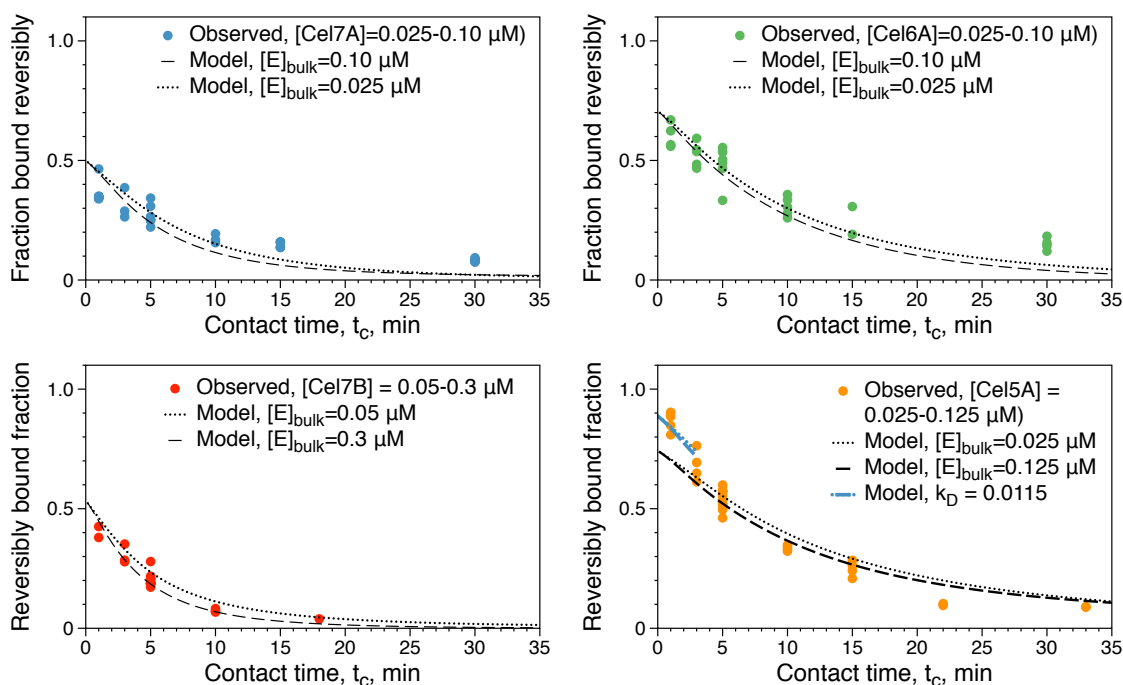 Fraction bound reversibly
1.0
0.5
0
Observed, [Cel7A]=0.025-0.10 µM)
Model, [E]bulk=0.10 µM
Model, [E]bulk=0.025 µM
0 5 10 15 20 25 30 35
Contact time, tc, min
Fraction bound reversibly
1.0
0.5
0
Observed, [Cel6A]=0.025-0.10 µM)
Model, [E]bulk=0.10 µM
Model, [E]bulk=0.025 µM
0 5 10 15 20 25 30 35
Contact time, tc, min
Reversibly bound fraction
1.0
0.5
0
Observed, [Cel7B] = 0.05-0.3 µM
Model, [E]bulk=0.05 µM
Model, [E]bulk=0.3 µM
0 5 10 15 20 25 30 35
Contact time, tc, min
Reversibly bound fraction
1.0
0.5
0
Observed, [Cel5A] =
0.025-0.125 µM)
Model, [E]bulk=0.025 µM
Model, [E]bulk=0.125 µM
Model, kD = 0.0115
0 5 10 15 20 25 30 35
Contact time, tc, min